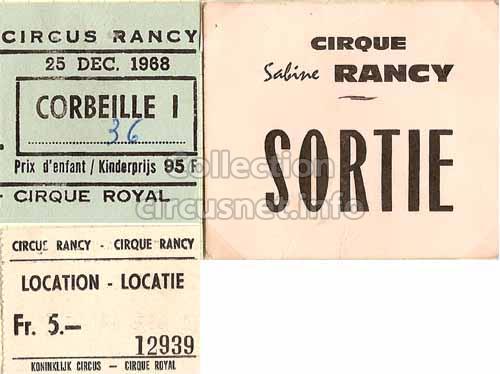 CIRCUS RANCY
25 DEC. 1968
CORBEILLE I
36
Prix d'enfant / Kinderprijs 95 F
- CIRQUE ROYAL
CIRQUE
Sabine RANCY
SORTIE
Collection
circusnet.info
CIRCUS RANCY - CIRQUE RANCY
LOCATION - LOCATIE
Fr. 5.—
12939
KONINKLIJK CIRCUS — CIRQUE ROYAL